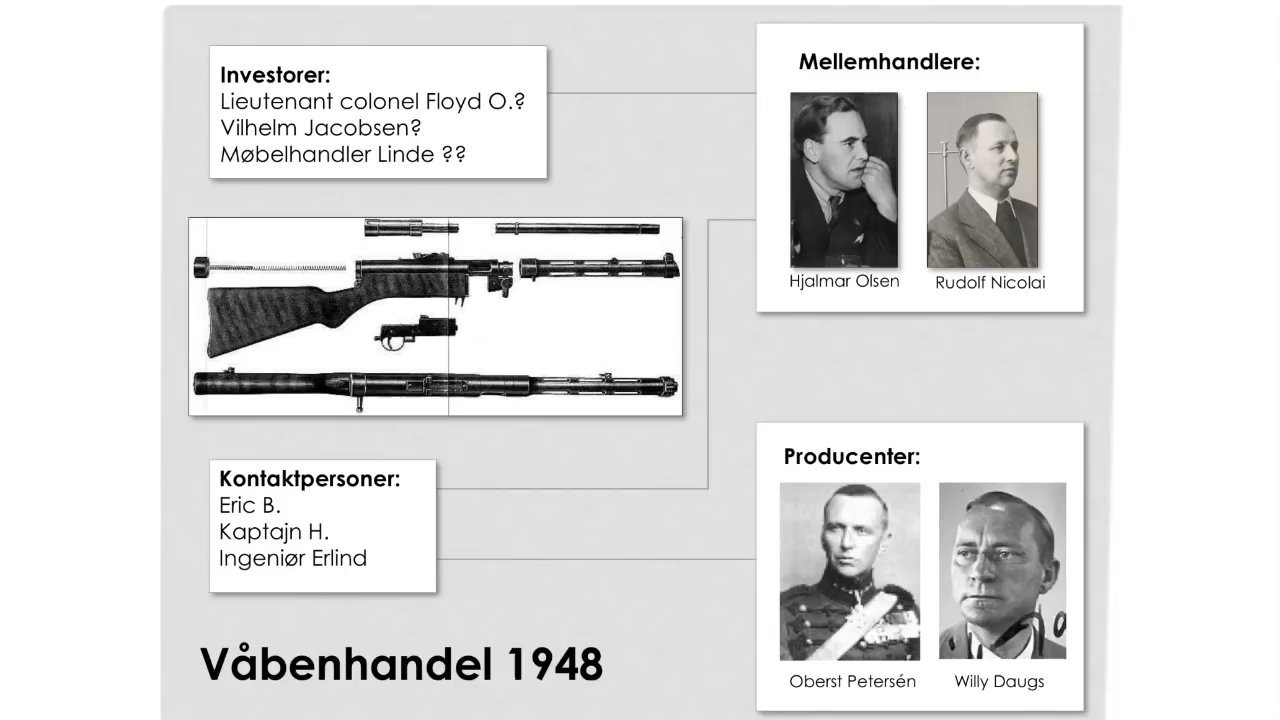 Investorer:
Lieutenant colonel Floyd O.?
Vilhelm Jacobsen?
Møbelhandler Linde ??
Mellemhandlere:
Hjalmar Olsen
Rudolf Nicolai
Kontaktpersoner:
Eric B.
Kaptajn H.
Ingeniør Erlind
Producenter:
Oberst Petersén
Willy Daugs
Våbenhandel 1948